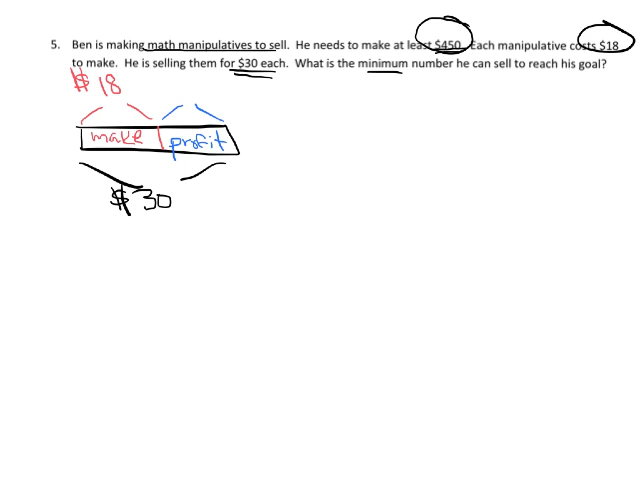 5. Ben is making math manipulatives to sell. He needs to make at least $450. Each manipulative costs $18
to make. He is selling them for $30 each. What is the minimum number he can sell to reach his goal?
$18
make profit
$30